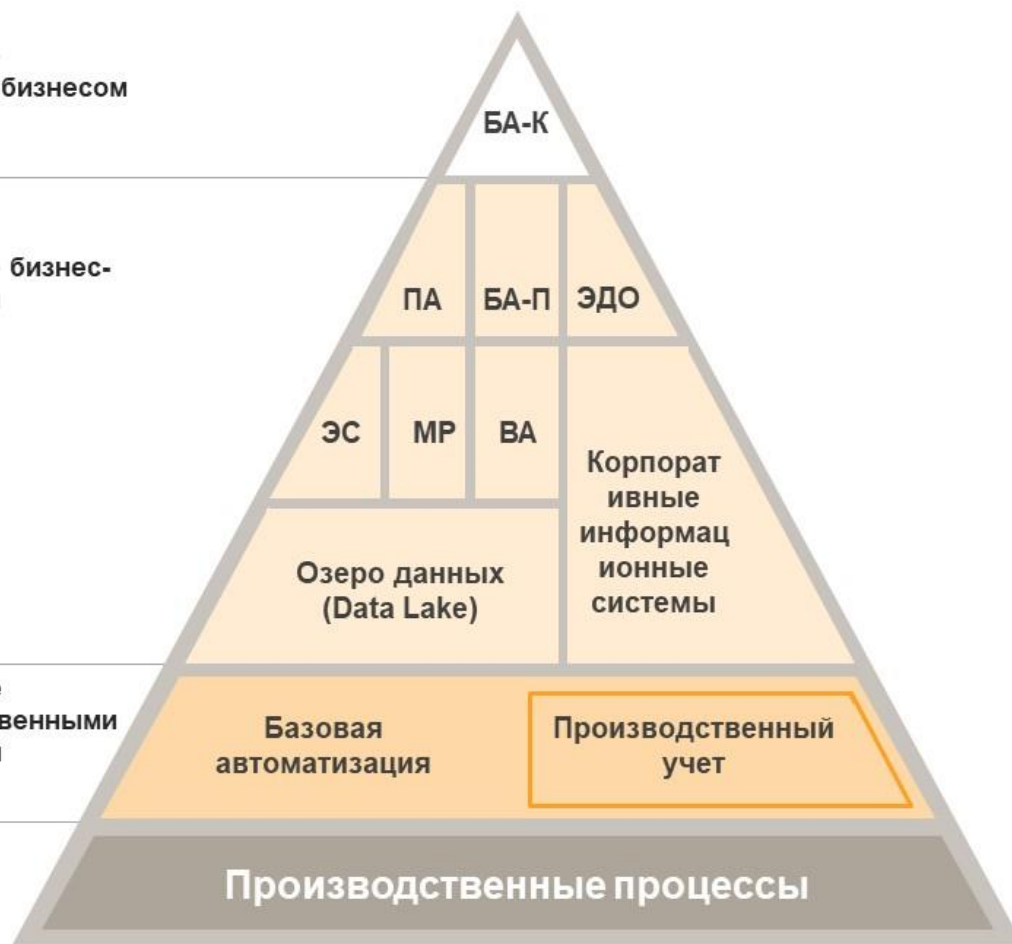 бизнесом
БА-К
бизнес-
ПА
БА-П
ЭДО
ЭС
МР
ВА
Корпорат
ивные
информац
ионные
системы
Озеро данных
(Data Lake)
венными
Базовая
автоматизация
Производственный
учет
Производственные процессы